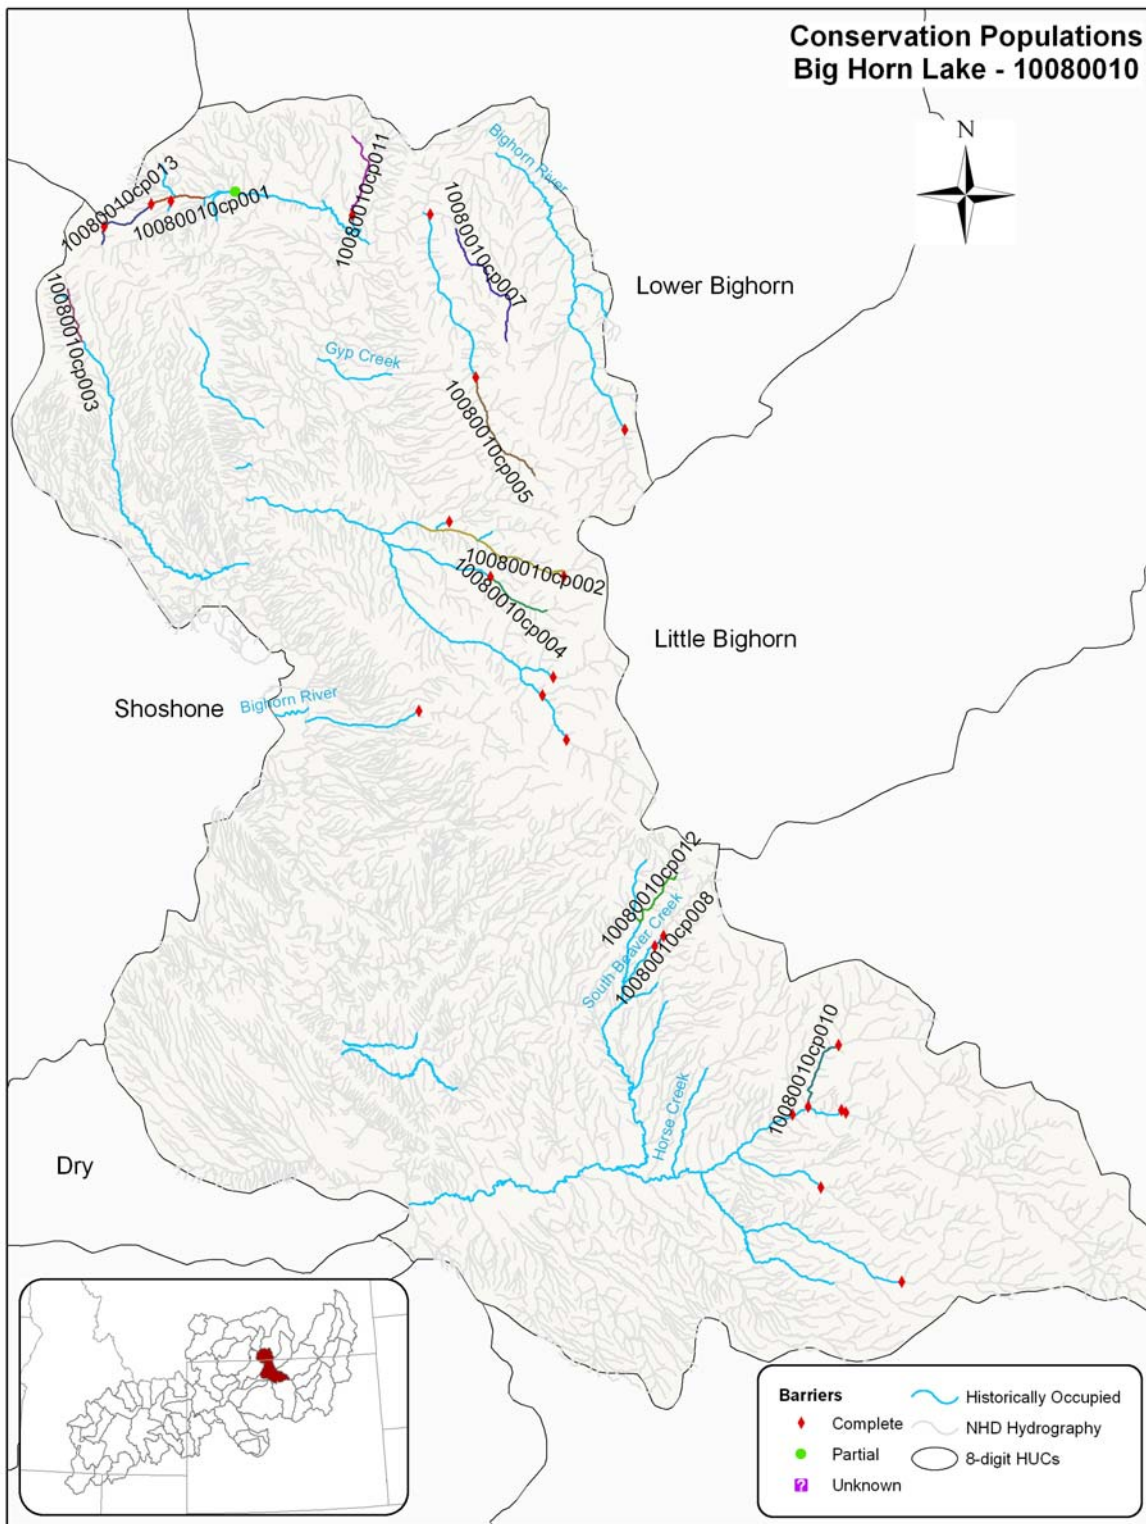 Conservation Populations
Big Horn Lake - 10080010
N
Bighorn River
10080010cp013
10080010cp001
10080010cp011
10080010cp007
Lower Bighorn
10080010cp003
Gyp Creek
10080010cp005
10080010cp002
10080010cp004
Little Bighorn
Shoshone
Bighorn River
10080010cp012
South Beaver Creek
10080010cp008
10080010cp010
Horse Creek
Dry
Barriers
Complete
Partial
? Unknown
Historically Occupied
NHD Hydrography
8-digit HUCs